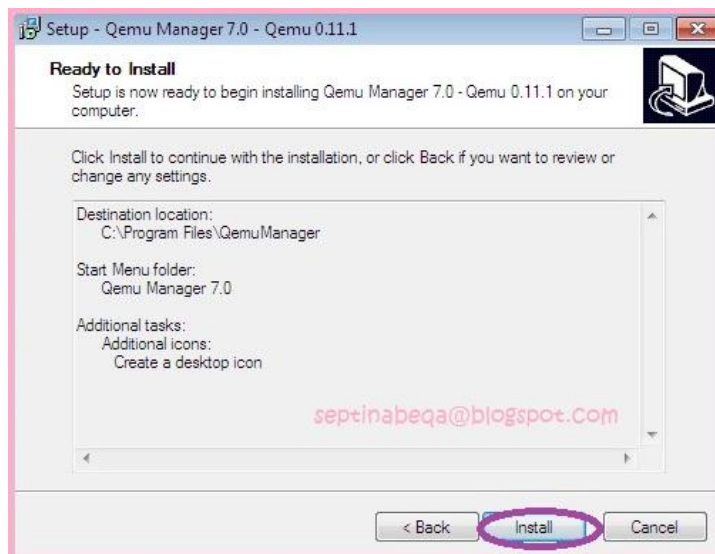 Setup - Qemu Manager 7.0 - Qemu 0.11.1
Ready to Install
Setup is now ready to begin installing Qemu Manager 7.0 - Qemu 0.11.1 on your
computer.
Click Install to continue with the installation, or click Back if you want to review or
change any settings.
Destination location:
C:\Program Files\QemuManager
Start Menu folder:
Qemu Manager 7.0
Additional tasks:
Additional icons:
Create a desktop icon
septinabeqa@blogspot.com
< Back
Install
Cancel